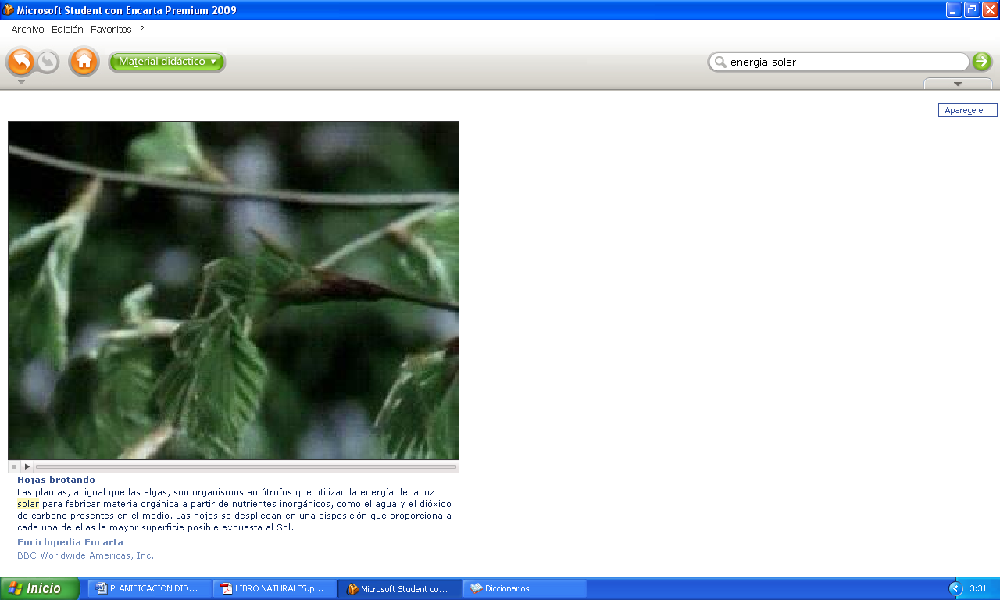 Microsoft Student con Encarta Premium 2009
Archivo Edición Favoritos ?
Material didáctico
energia solar
Aparece en
Hojas brotando
Las plantas, al igual que las algas, son organismos autótrofos que utilizan la energía de la luz
solar para fabricar materia orgánica a partir de nutrientes inorgánicos, como el agua y el dióxido
de carbono presentes en el medio. Las hojas se despliegan en una disposición que proporciona a
cada una de ellas la mayor superficie posible expuesta al Sol.
Enciclopedia Encarta
BBC Worldwide Americas, Inc.
Inicio PLANIFICACION DID... LIBRO NATURALES.p... Microsoft Student co... Diccionarios 3:31